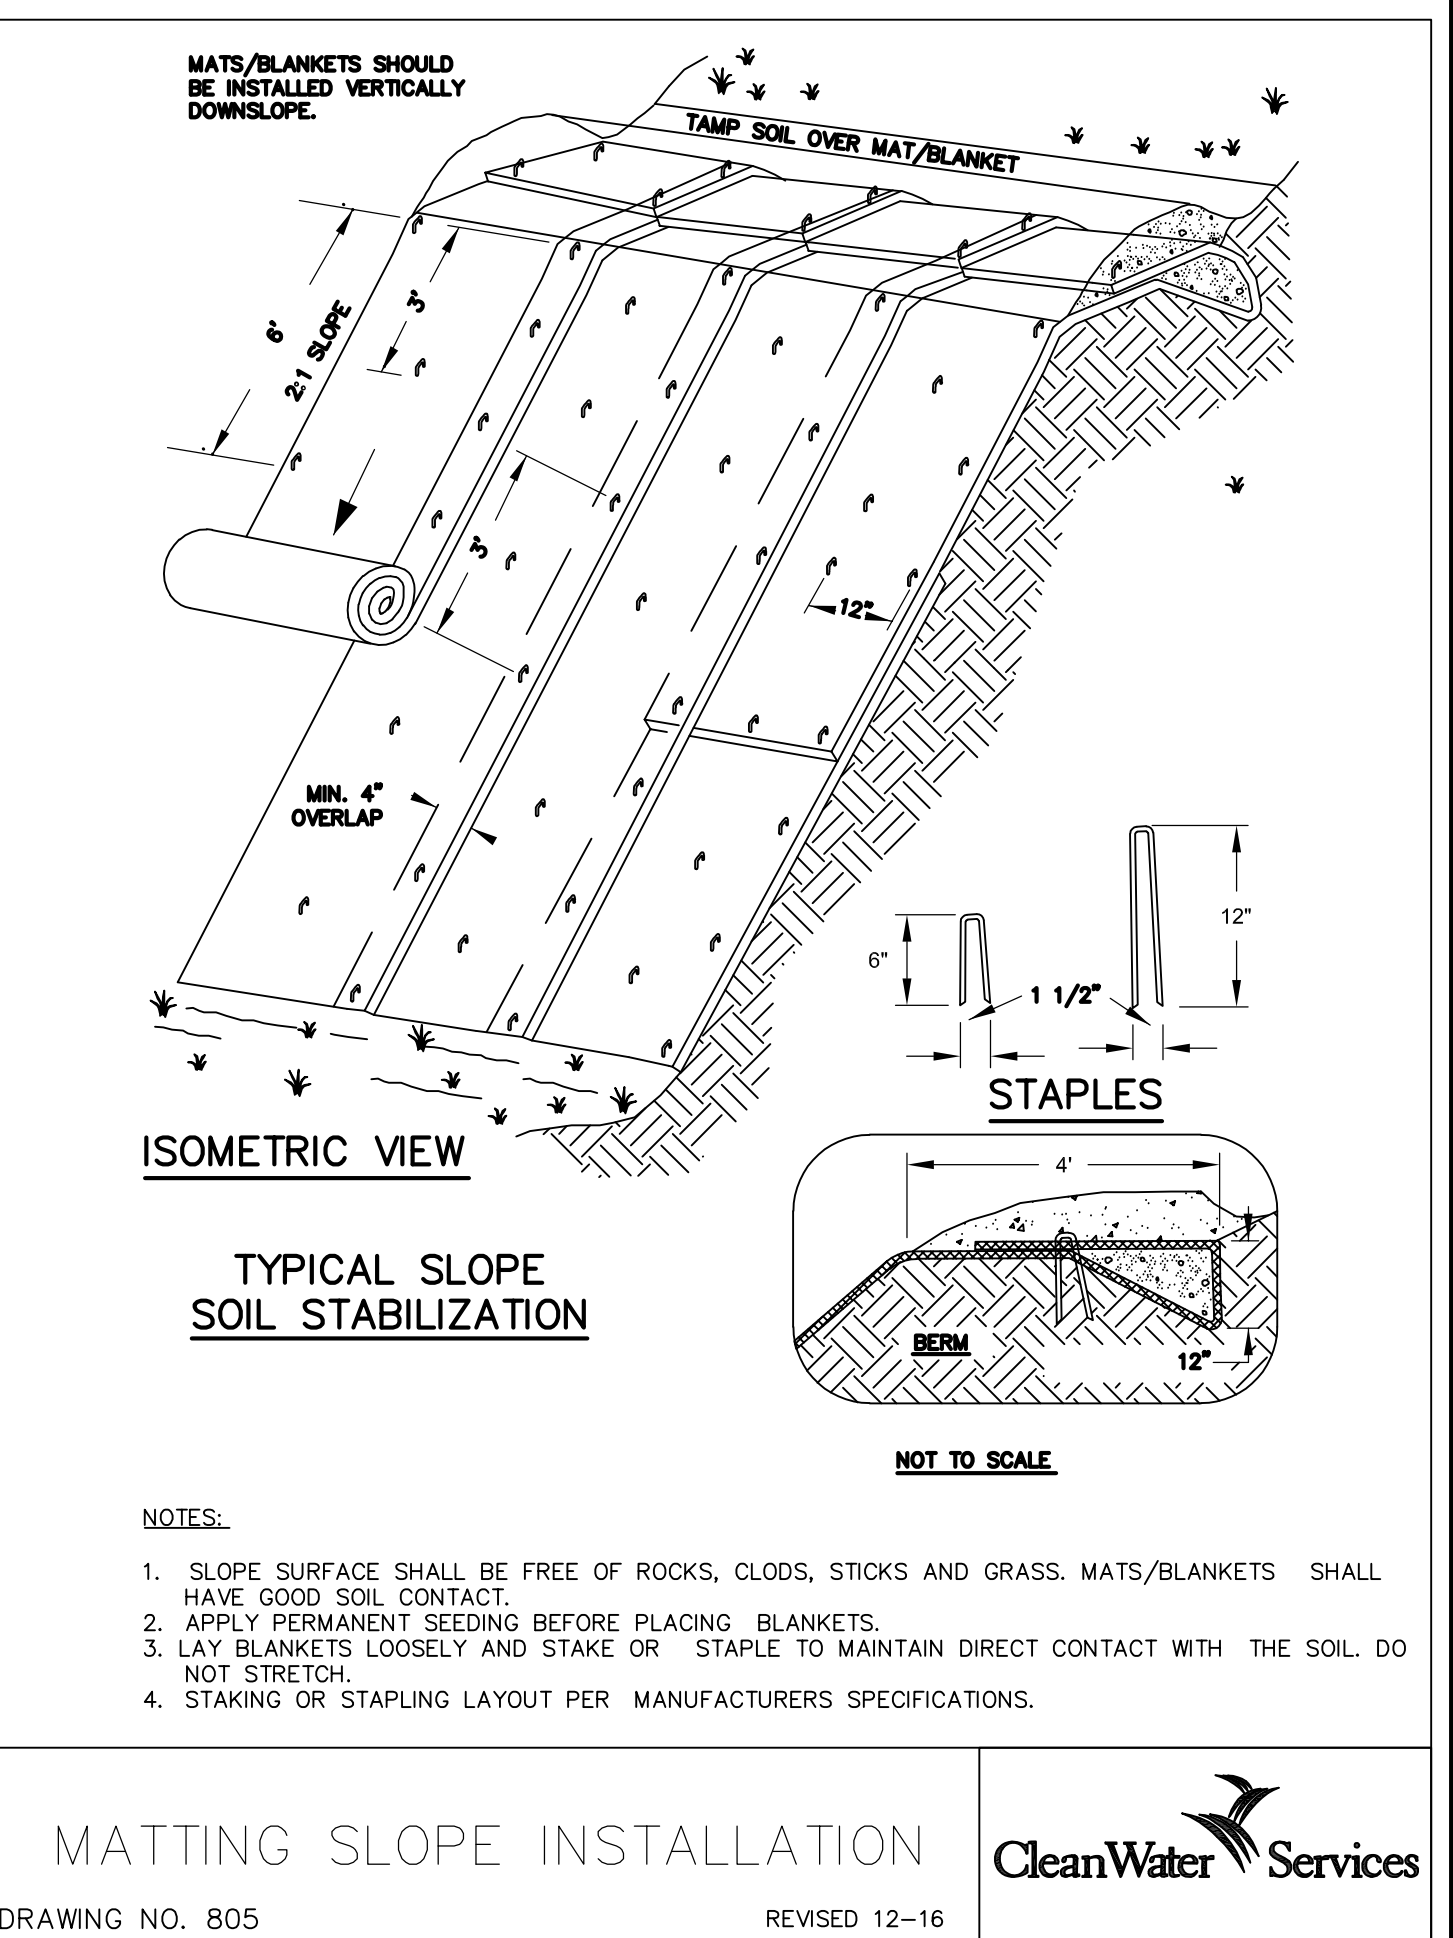 MATS/BLANKETS SHOULD
BE INSTALLED VERTICALLY
DOWNSLOPE.
TAMP SOIL OVER MAT/BLANKET
6'
2:1 SLOPE
3'
3'
12"
MIN. 4"
OVERLAP
6"
1 1/2"
12"
STAPLES
ISOMETRIC VIEW
TYPICAL SLOPE
SOIL STABILIZATION
4'
BERM
12"
NOT TO SCALE
NOTES:
1. SLOPE SURFACE SHALL BE FREE OF ROCKS, CLODS, STICKS AND GRASS. MATS/BLANKETS SHALL
HAVE GOOD SOIL CONTACT.
2. APPLY PERMANENT SEEDING BEFORE PLACING BLANKETS.
3. LAY BLANKETS LOOSELY AND STAKE OR STAPLE TO MAINTAIN DIRECT CONTACT WITH THE SOIL. DO
NOT STRETCH.
4. STAKING OR STAPLING LAYOUT PER MANUFACTURERS SPECIFICATIONS.
MATTING SLOPE INSTALLATION
DRAWING NO. 805
REVISED 12-16
CleanWater Services